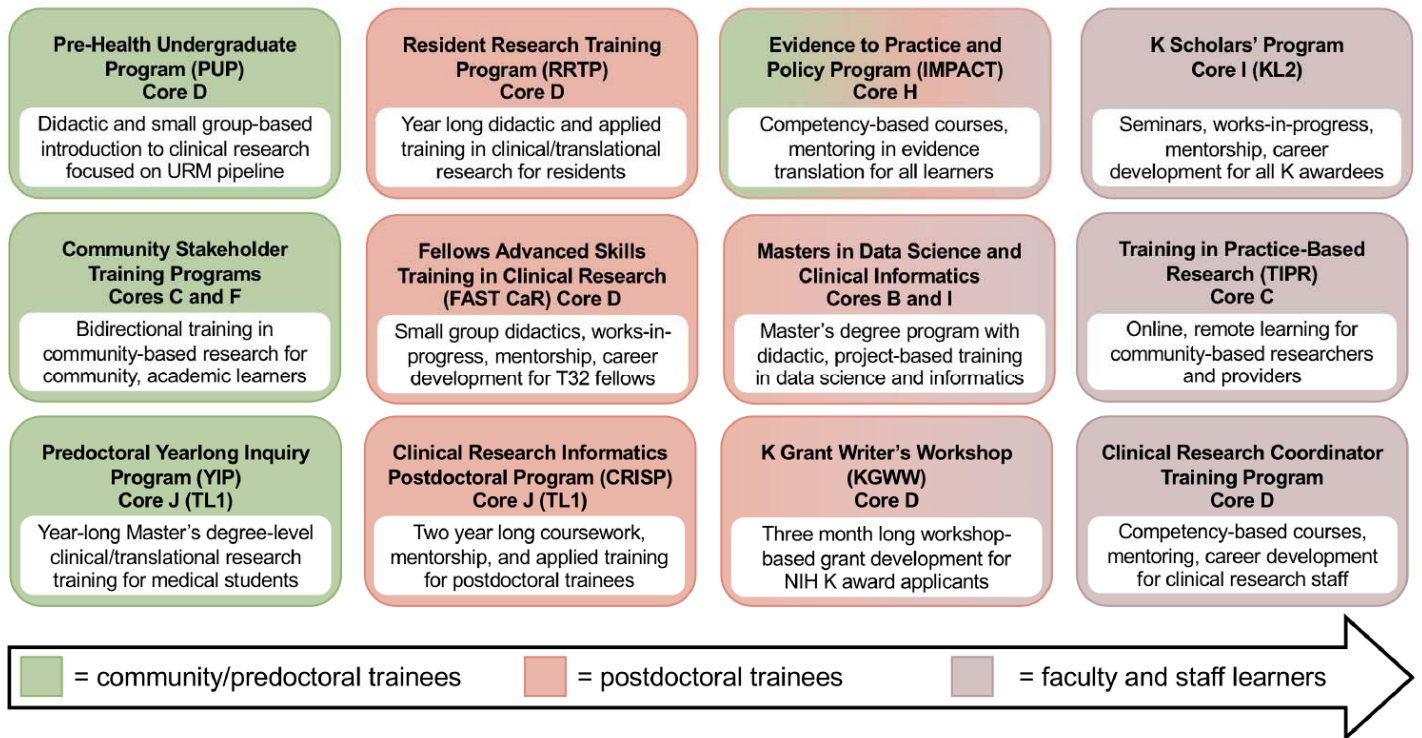 Pre-Health Undergraduate
Program (PUP)
Core D
Didactic and small group-based
introduction to clinical research
focused on URM pipeline
Resident Research Training
Program (RRTP)
Core D
Year long didactic and applied
training in clinical/translational
research for residents
Evidence to Practice and
Policy Program (IMPACT)
Core H
Competency-based courses,
mentoring in evidence
translation for all learners
K Scholars' Program
Core I (KL2)
Seminars, works-in-progress,
mentorship, career
development for all K awardees
Community Stakeholder
Training Programs
Cores C and F
Bidirectional training in
community-based research for
community, academic learners
Fellows Advanced Skills
Training in Clinical Research
(FAST CaR) Core D
Small group didactics, works-in-
progress, mentorship, career
development for T32 fellows
Masters in Data Science and
Clinical Informatics
Cores B and I
Master's degree program with
didactic, project-based training
in data science and informatics
Training in Practice-Based
Research (TIPR)
Core C
Online, remote learning for
community-based researchers
and providers
Predoctoral Yearlong Inquiry
Program (YIP)
Core J (TL1)
Year-long Master's degree-level
clinical/translational research
training for medical students
Clinical Research Informatics
Postdoctoral Program (CRISP)
Core J (TL1)
Two year long coursework,
mentorship, and applied training
for postdoctoral trainees
K Grant Writer's Workshop
(KGWW)
Core D
Three month long workshop-
based grant development for
NIH K award applicants
Clinical Research Coordinator
Training Program
Core D
Competency-based courses,
mentoring, career development
for clinical research staff
= community/predoctoral trainees
= postdoctoral trainees
= faculty and staff learners